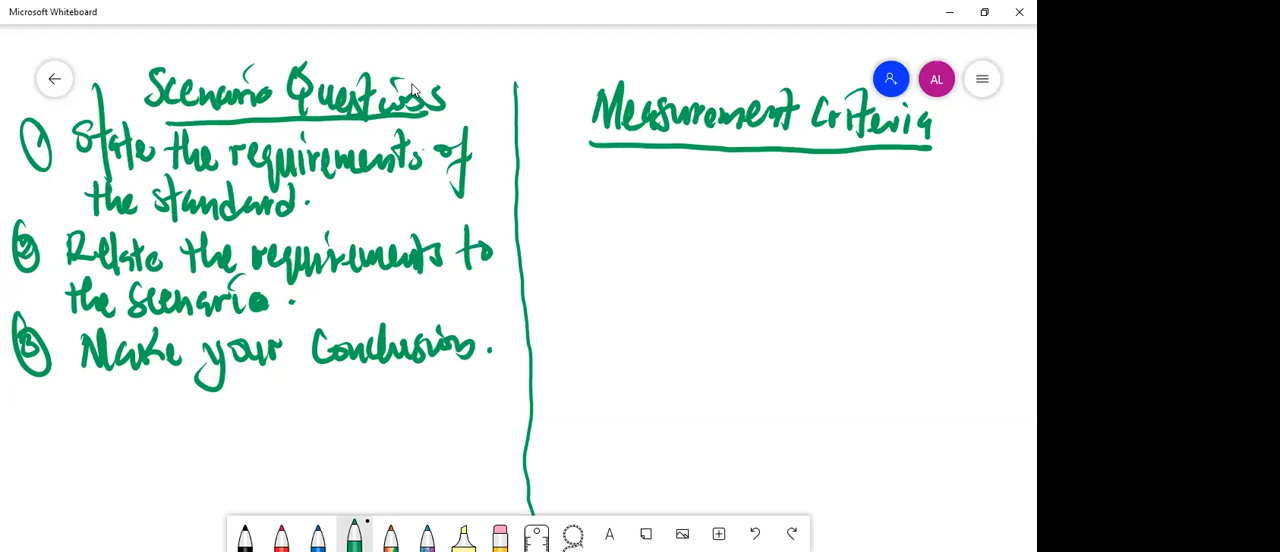 Microsoft Whiteboard
Scenario Questions
AL
Measurement Criteria
① State the requirements of
the standard.
② Relate the requirements to
the Scenario.
③ Make your Conclusion.
A